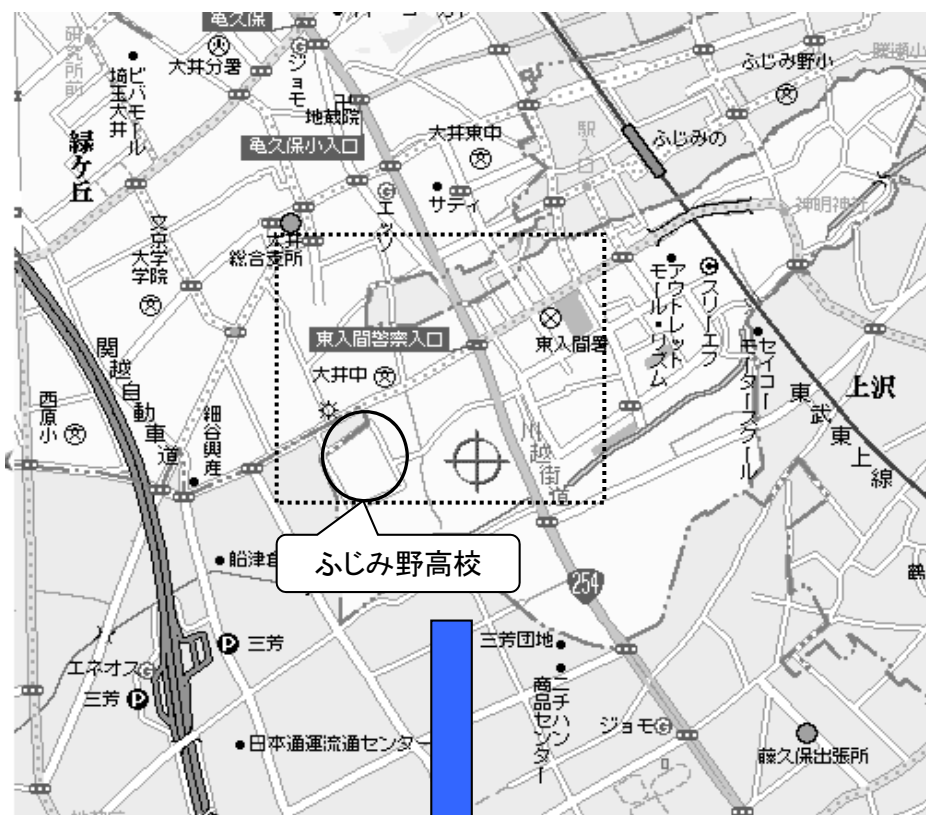 亀久保
研究所前
大井分署
ジョモ
ビバモール
埼玉大井
地蔵院
緑ケ丘
亀久保小入口
大井東中
サティ
エッソ
駅入口
ふじみの
ふじみ野小
勝瀬小
神明神社
文京学院
大学院
大井
総合支所
東入間警察入口
東入間署
アウトレット
モール・リズム
スリーエフ
セイコー
モータースクール
上沢
東武東上線
大井中
関越自動車道
西原小
細谷興産
川越街道
ふじみ野高校
船津倉
254
鶴
三芳
エネオス
三芳
三芳団地
ニチハン
商品センター
ジョモ
日本通運流通センター
藤久保出張所